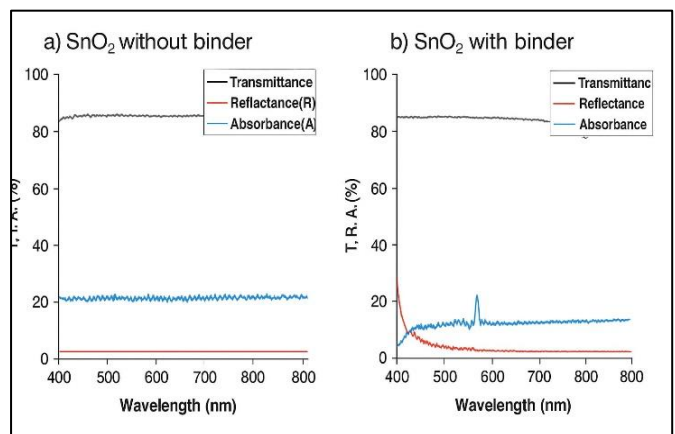 a) SnO₂ without binder
100
80
60
40
20
0
T, T. A. (%)
Transmittance
Reflactance(R)
Absorbance(A)
400 500 600 700 800
Wavelength (nm)
b) SnO₂ with binder
100
80
60
40
20
0
T, R. A. (%)
Transmittanc
Reflectance
Absorbance
400 500 600 700 800
Wavelength (nm)